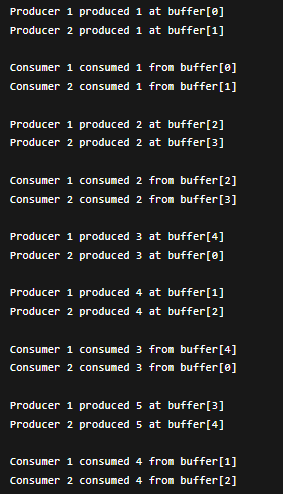 Producer 1 produced 1 at buffer[0]
Producer 2 produced 1 at buffer[1]
Consumer 1 consumed 1 from buffer[0]
Consumer 2 consumed 1 from buffer[1]
Producer 1 produced 2 at buffer[2]
Producer 2 produced 2 at buffer[3]
Consumer 1 consumed 2 from buffer[2]
Consumer 2 consumed 2 from buffer[3]
Producer 1 produced 3 at buffer[4]
Producer 2 produced 3 at buffer[0]
Producer 1 produced 4 at buffer[1]
Producer 2 produced 4 at buffer[2]
Consumer 1 consumed 3 from buffer[4]
Consumer 2 consumed 3 from buffer[0]
Producer 1 produced 5 at buffer[3]
Producer 2 produced 5 at buffer[4]
Consumer 1 consumed 4 from buffer[1]
Consumer 2 consumed 4 from buffer[2]